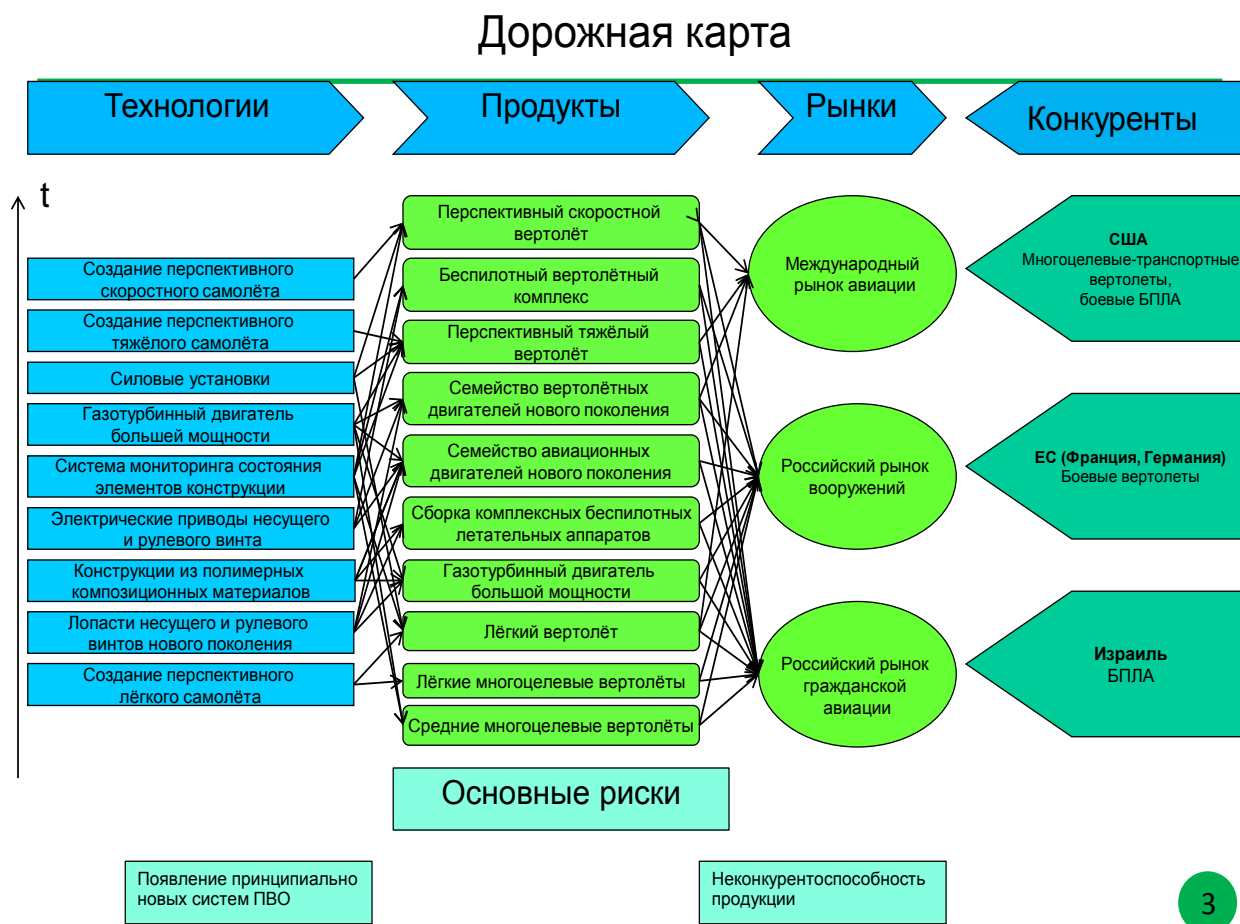 Дорожная карта
Технологии
Продукты
Рынки
Конкуренты
t
Создание перспективного
скоростного самолёта
Создание перспективного
тяжёлого самолёта
Силовые установки
Газотурбинный двигатель
большей мощности
Система мониторинга состояния
элементов конструкции
Электрические приводы несущего
и рулевого винта
Конструкции из полимерных
композиционных материалов
Лопасти несущего и рулевого
винтов нового поколения
Создание перспективного
лёгкого самолёта
Перспективный скоростной
вертолёт
Беспилотный вертолётный
комплекс
Перспективный тяжёлый
вертолёт
Семейство вертолётных
двигателей нового поколения
Семейство авиационных
двигателей нового поколения
Сборка комплексных беспилотных
летательных аппаратов
Газотурбинный двигатель
большой мощности
Лёгкий вертолёт
Лёгкие многоцелевые вертолёты
Средние многоцелевые вертолёты
Международный
рынок авиации
Российский рынок
вооружений
Российский рынок
гражданской
авиации
США
Многоцелевые-транспортные
вертолеты,
боевые БПЛА
ЕС (Франция, Германия)
Боевые вертолеты
Израиль
БПЛА
Основные риски
Появление принципиально
новых систем ПВО
Неконкурентоспособность
продукции
3